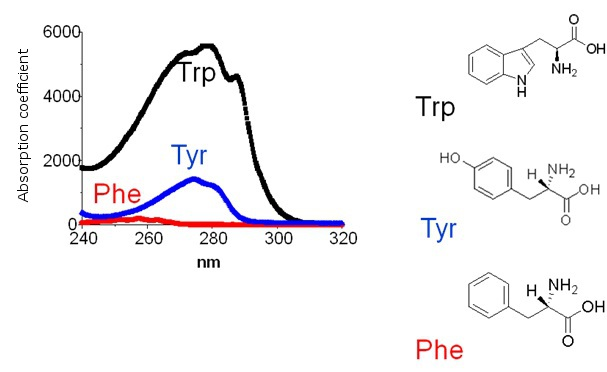 Absorption coefficient
6000
4000
2000
0
240 260 280 300 320
nm
Trp
Tyr
Phe
O
OH
NH2
N
H
Trp
HO
H
NH2
OH
O
Tyr
H
NH2
OH
O
Phe